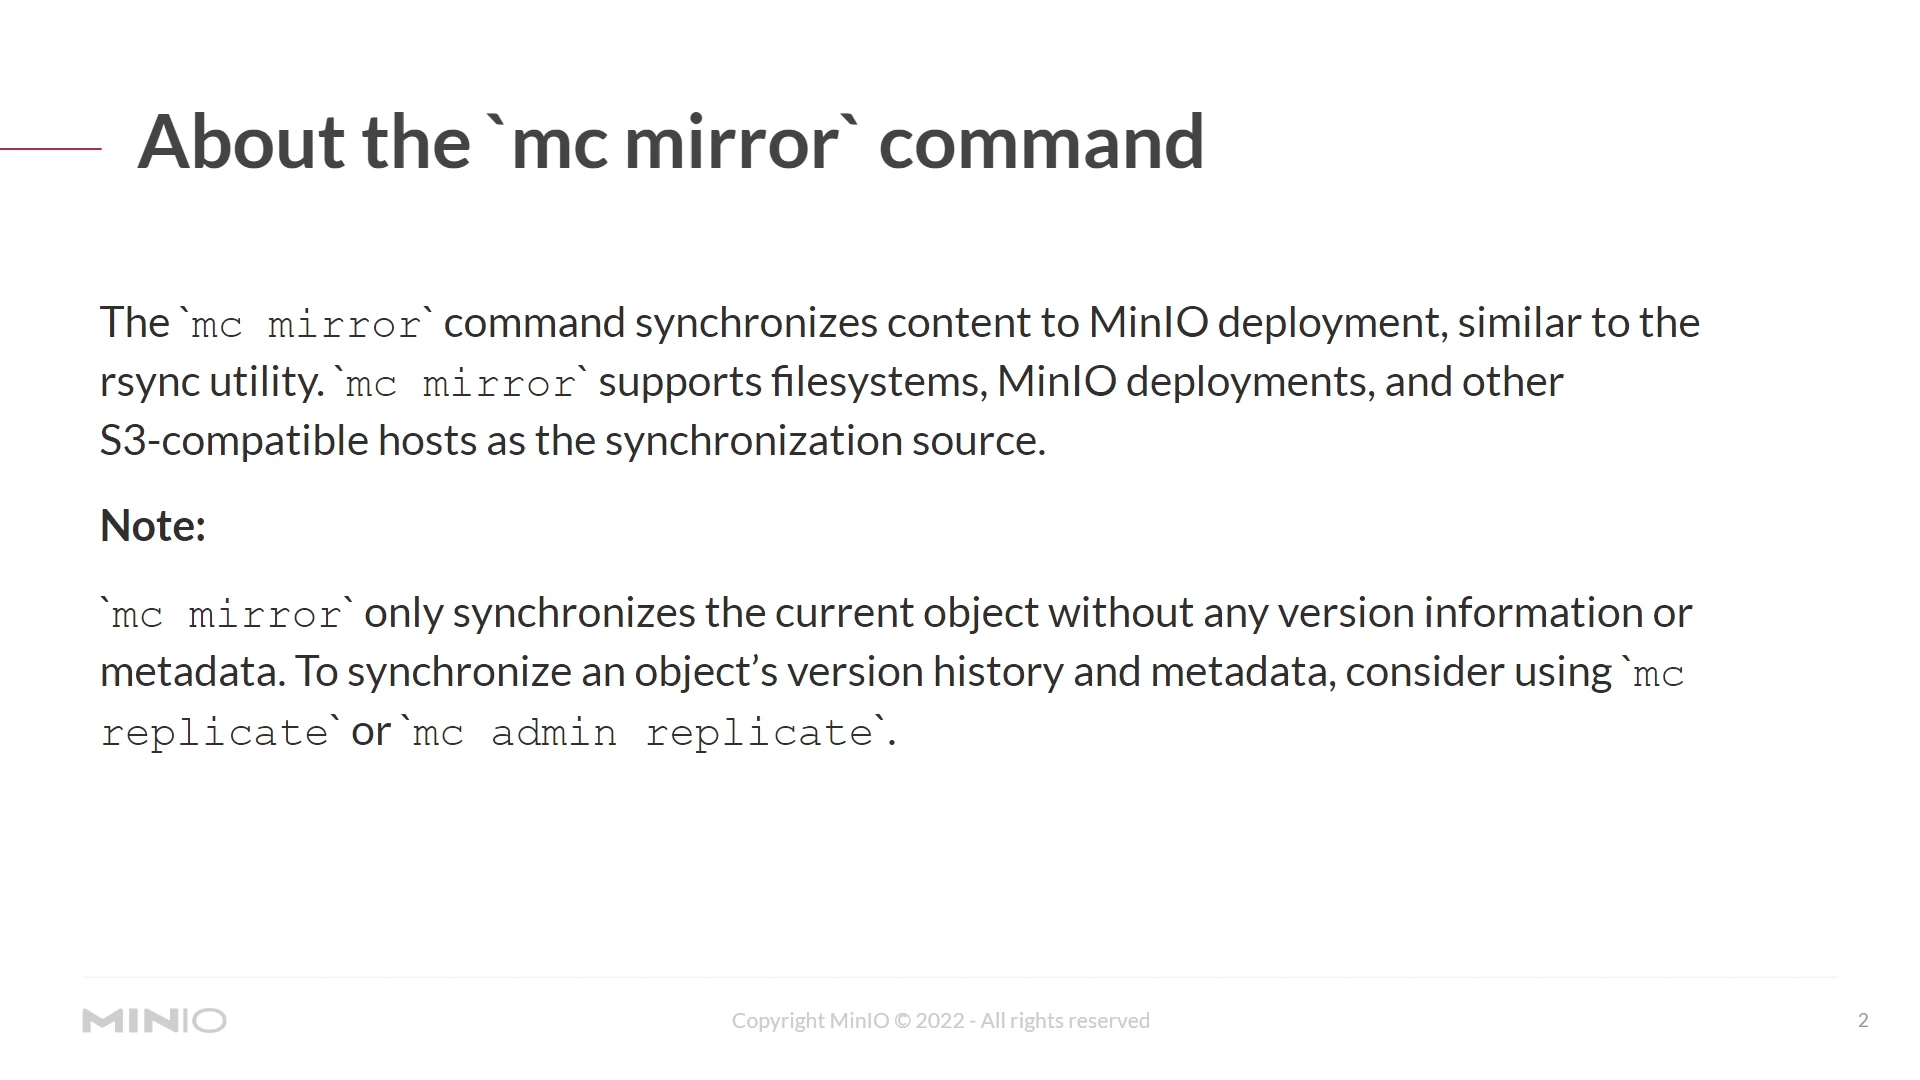 About the `mc mirror` command
The `mc mirror` command synchronizes content to MinIO deployment, similar to the
rsync utility. `mc mirror` supports filesystems, MinIO deployments, and other
S3-compatible hosts as the synchronization source.
Note:
`mc mirror` only synchronizes the current object without any version information or
metadata. To synchronize an object’s version history and metadata, consider using `mc
replicate` or `mc admin replicate`.
MINIO
Copyright MinIO © 2022 - All rights reserved
2